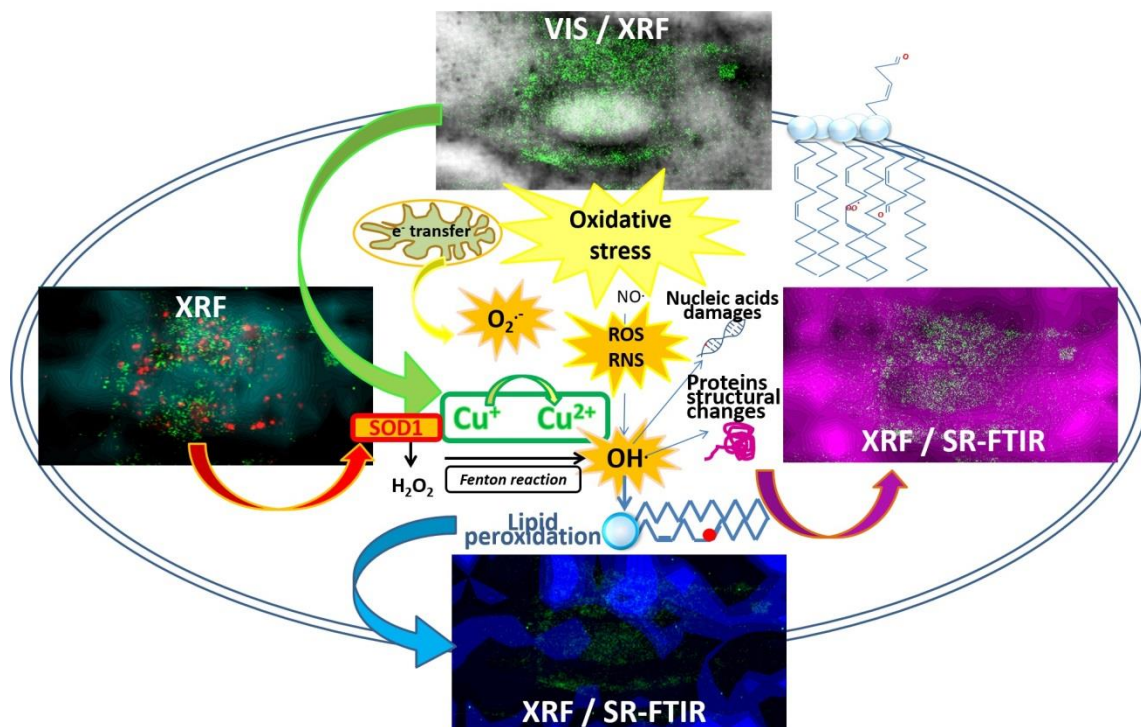 VIS / XRF
O
e⁻ transfer
Oxidative
stress
OO•
O
XRF
O₂•⁻
NO·
ROS
RNS
Nucleic acids
damages
Proteins
structural
changes
XRF / SR-FTIR
SOD1
Cu⁺ Cu²⁺
OH·
H₂O₂
Fenton reaction
Lipid
peroxidation
XRF / SR-FTIR